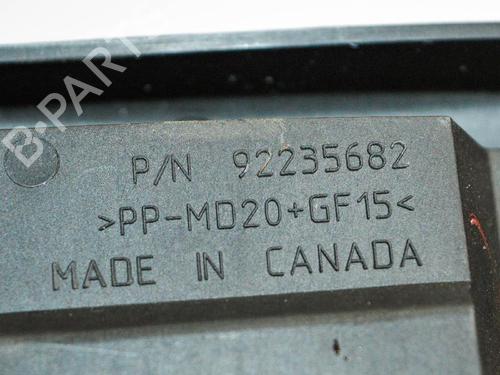 B-PARTS
P/N 92235682
>PP-MD20+GF15<
MADE IN CANADA